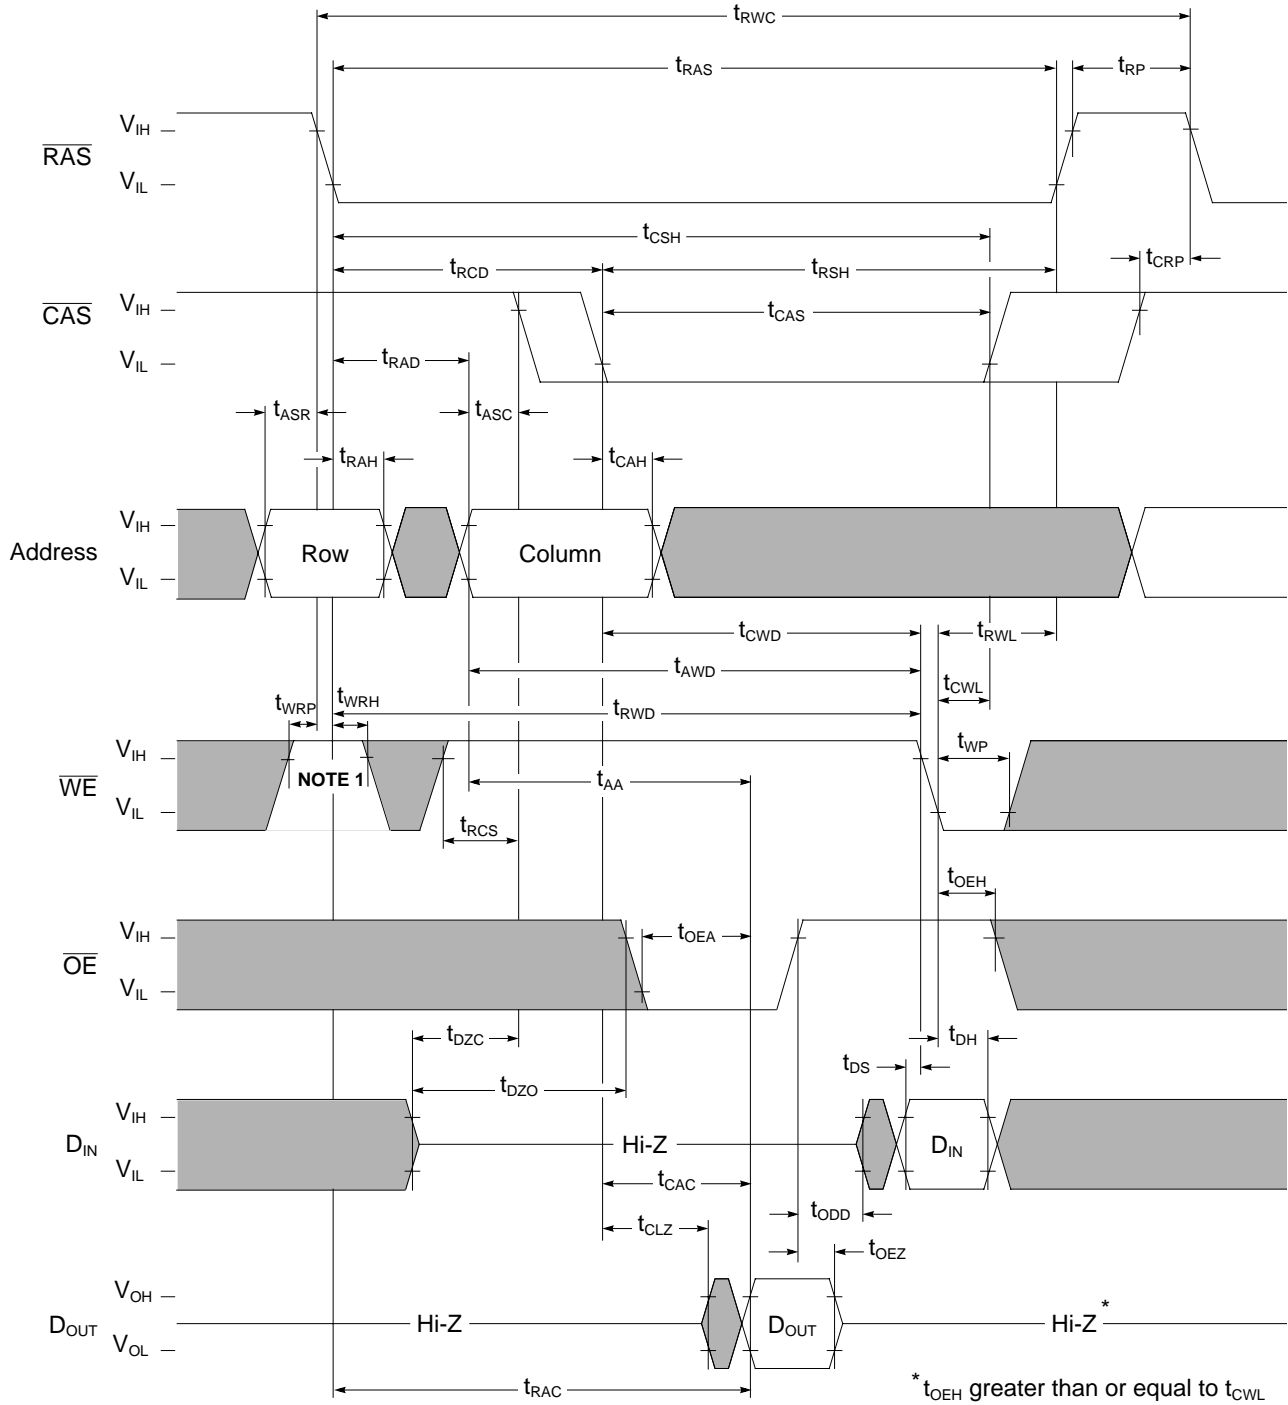 tRWC
tRAS
tRP
VIH
RAS
VIL
tCSH
tRCD
tRSH
tCRP
VIH
CAS
tCAS
VIL
tRAD
tASR
tASC
tRAH
tCAH
VIH
Address
Row
Column
VIL
tCWD
tRWL
tAWD
tCWL
tWRP
tWRH
tRWD
VIH
tWP
WE
NOTE 1
tAA
VIL
tRCS
tOEH
VIH
tOEA
OE
VIL
tDZC
tDH
tDS
tDZO
VIH
DIN
Hi-Z
DIN
VIL
tCAC
tODD
tCLZ
tOEZ
VOH
DOUT
Hi-Z
DOUT
Hi-Z*
VOL
tRAC
*tOEH greater than or equal to tCWL